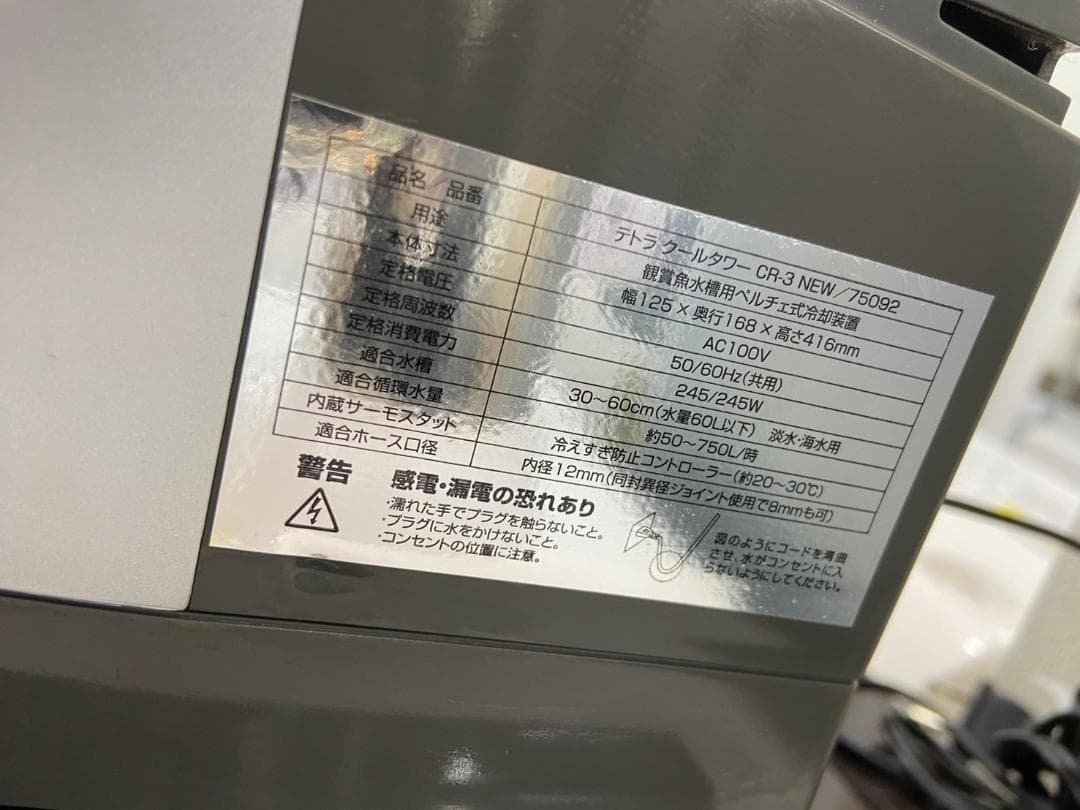 品名／品番 テトラ クールタワー CR-3 NEW／75092
用途 観賞魚水槽用ペルチェ式冷却装置
本体寸法 幅125×奥行168×高さ416mm
定格電圧 AC100V
定格周波数 50/60Hz(共用)
定格消費電力 245/245W
適合水槽 30～60cm(水量60L以下) 淡水・海水用
適合循環水量 約50～750L/時
内蔵サーモスタット 冷えすぎ防止コントローラー(約20～30℃)
適合ホース口径 内径12mm(同封異径ジョイント使用で8mmも可)
警告 感電・漏電の恐れあり
・濡れた手でプラグを触らないこと。
・プラグに水をかけないこと。
・コンセントの位置に注意。
図のようにコードを湾曲
させ、水がコンセントに入
らないようにしてください。